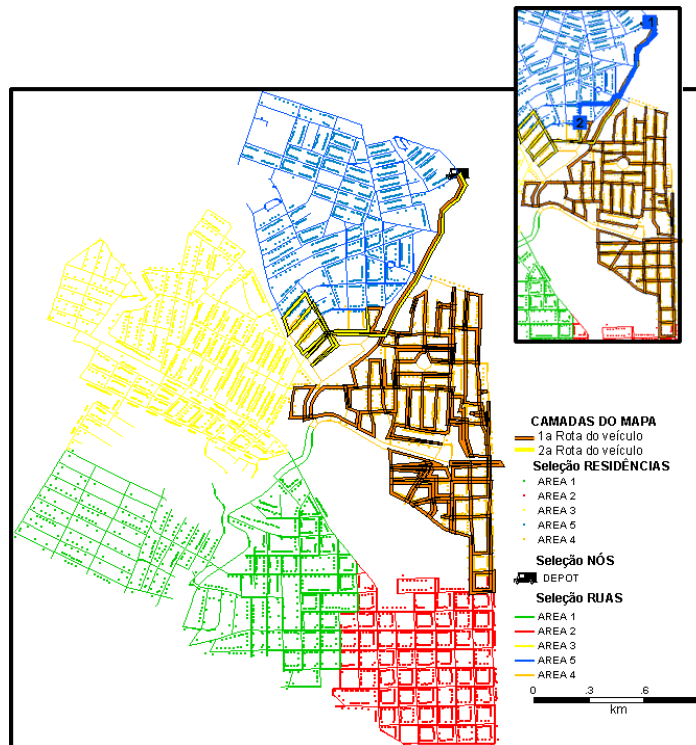 1
2
CAMADAS DO MAPA
1a Rota do veículo
2a Rota do veículo
Seleção RESIDÊNCIAS
AREA 1
AREA 2
AREA 3
AREA 5
AREA 4
Seleção NÓS
DEPOT
Seleção RUAS
AREA 1
AREA 2
AREA 3
AREA 5
AREA 4
0 .3 .6
km